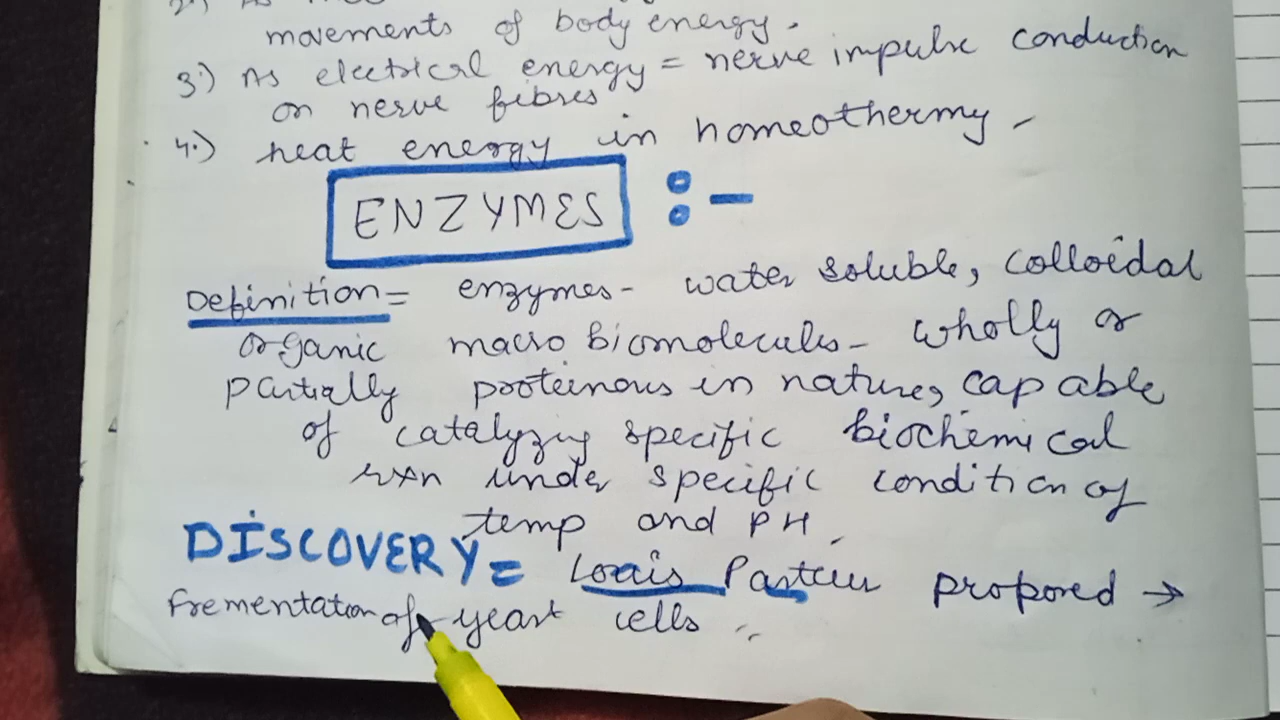 movements of body energy.
3.) As electrical energy = nerve impulse conduction
on nerve fibres
4.) heat energy in homeothermy -
ENZYMES :-
Definition = enzymes - water soluble, colloidal
organic macro biomolecules - wholly or
partially proteinous in nature, capable
of catalyzing specific biochemical
rxn under specific condition of
temp and PH.
DISCOVERY = Louis Pasteur propored →
Frementation of yeast cells